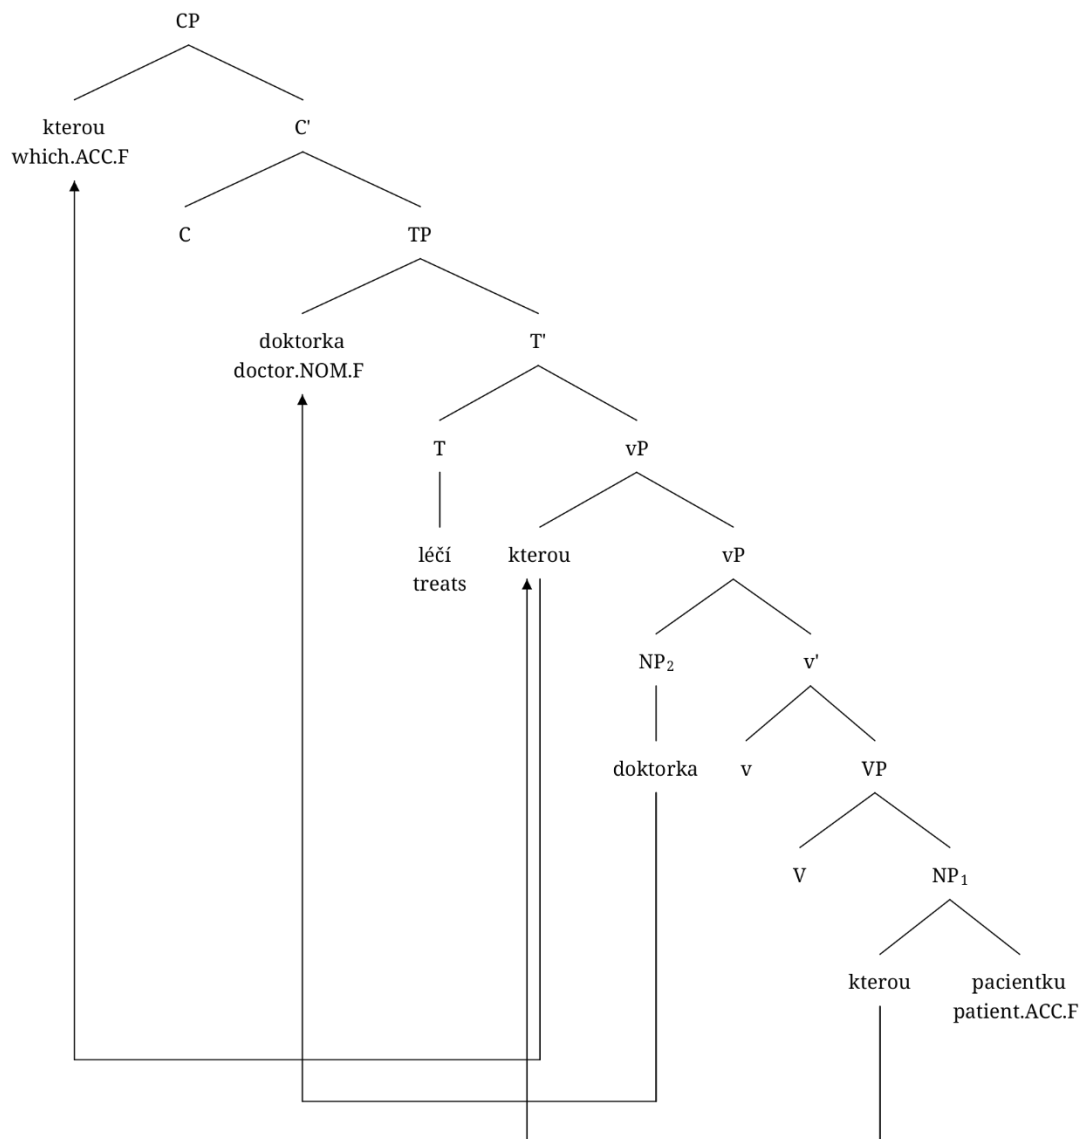 CP
kterou
which.ACC.F
C'
C
TP
doktorka
doctor.NOM.F
T'
T
vP
léčí
treats
kterou
vP
NP₂
v'
doktorka
v
VP
V
NP₁
kterou
pacientku
patient.ACC.F